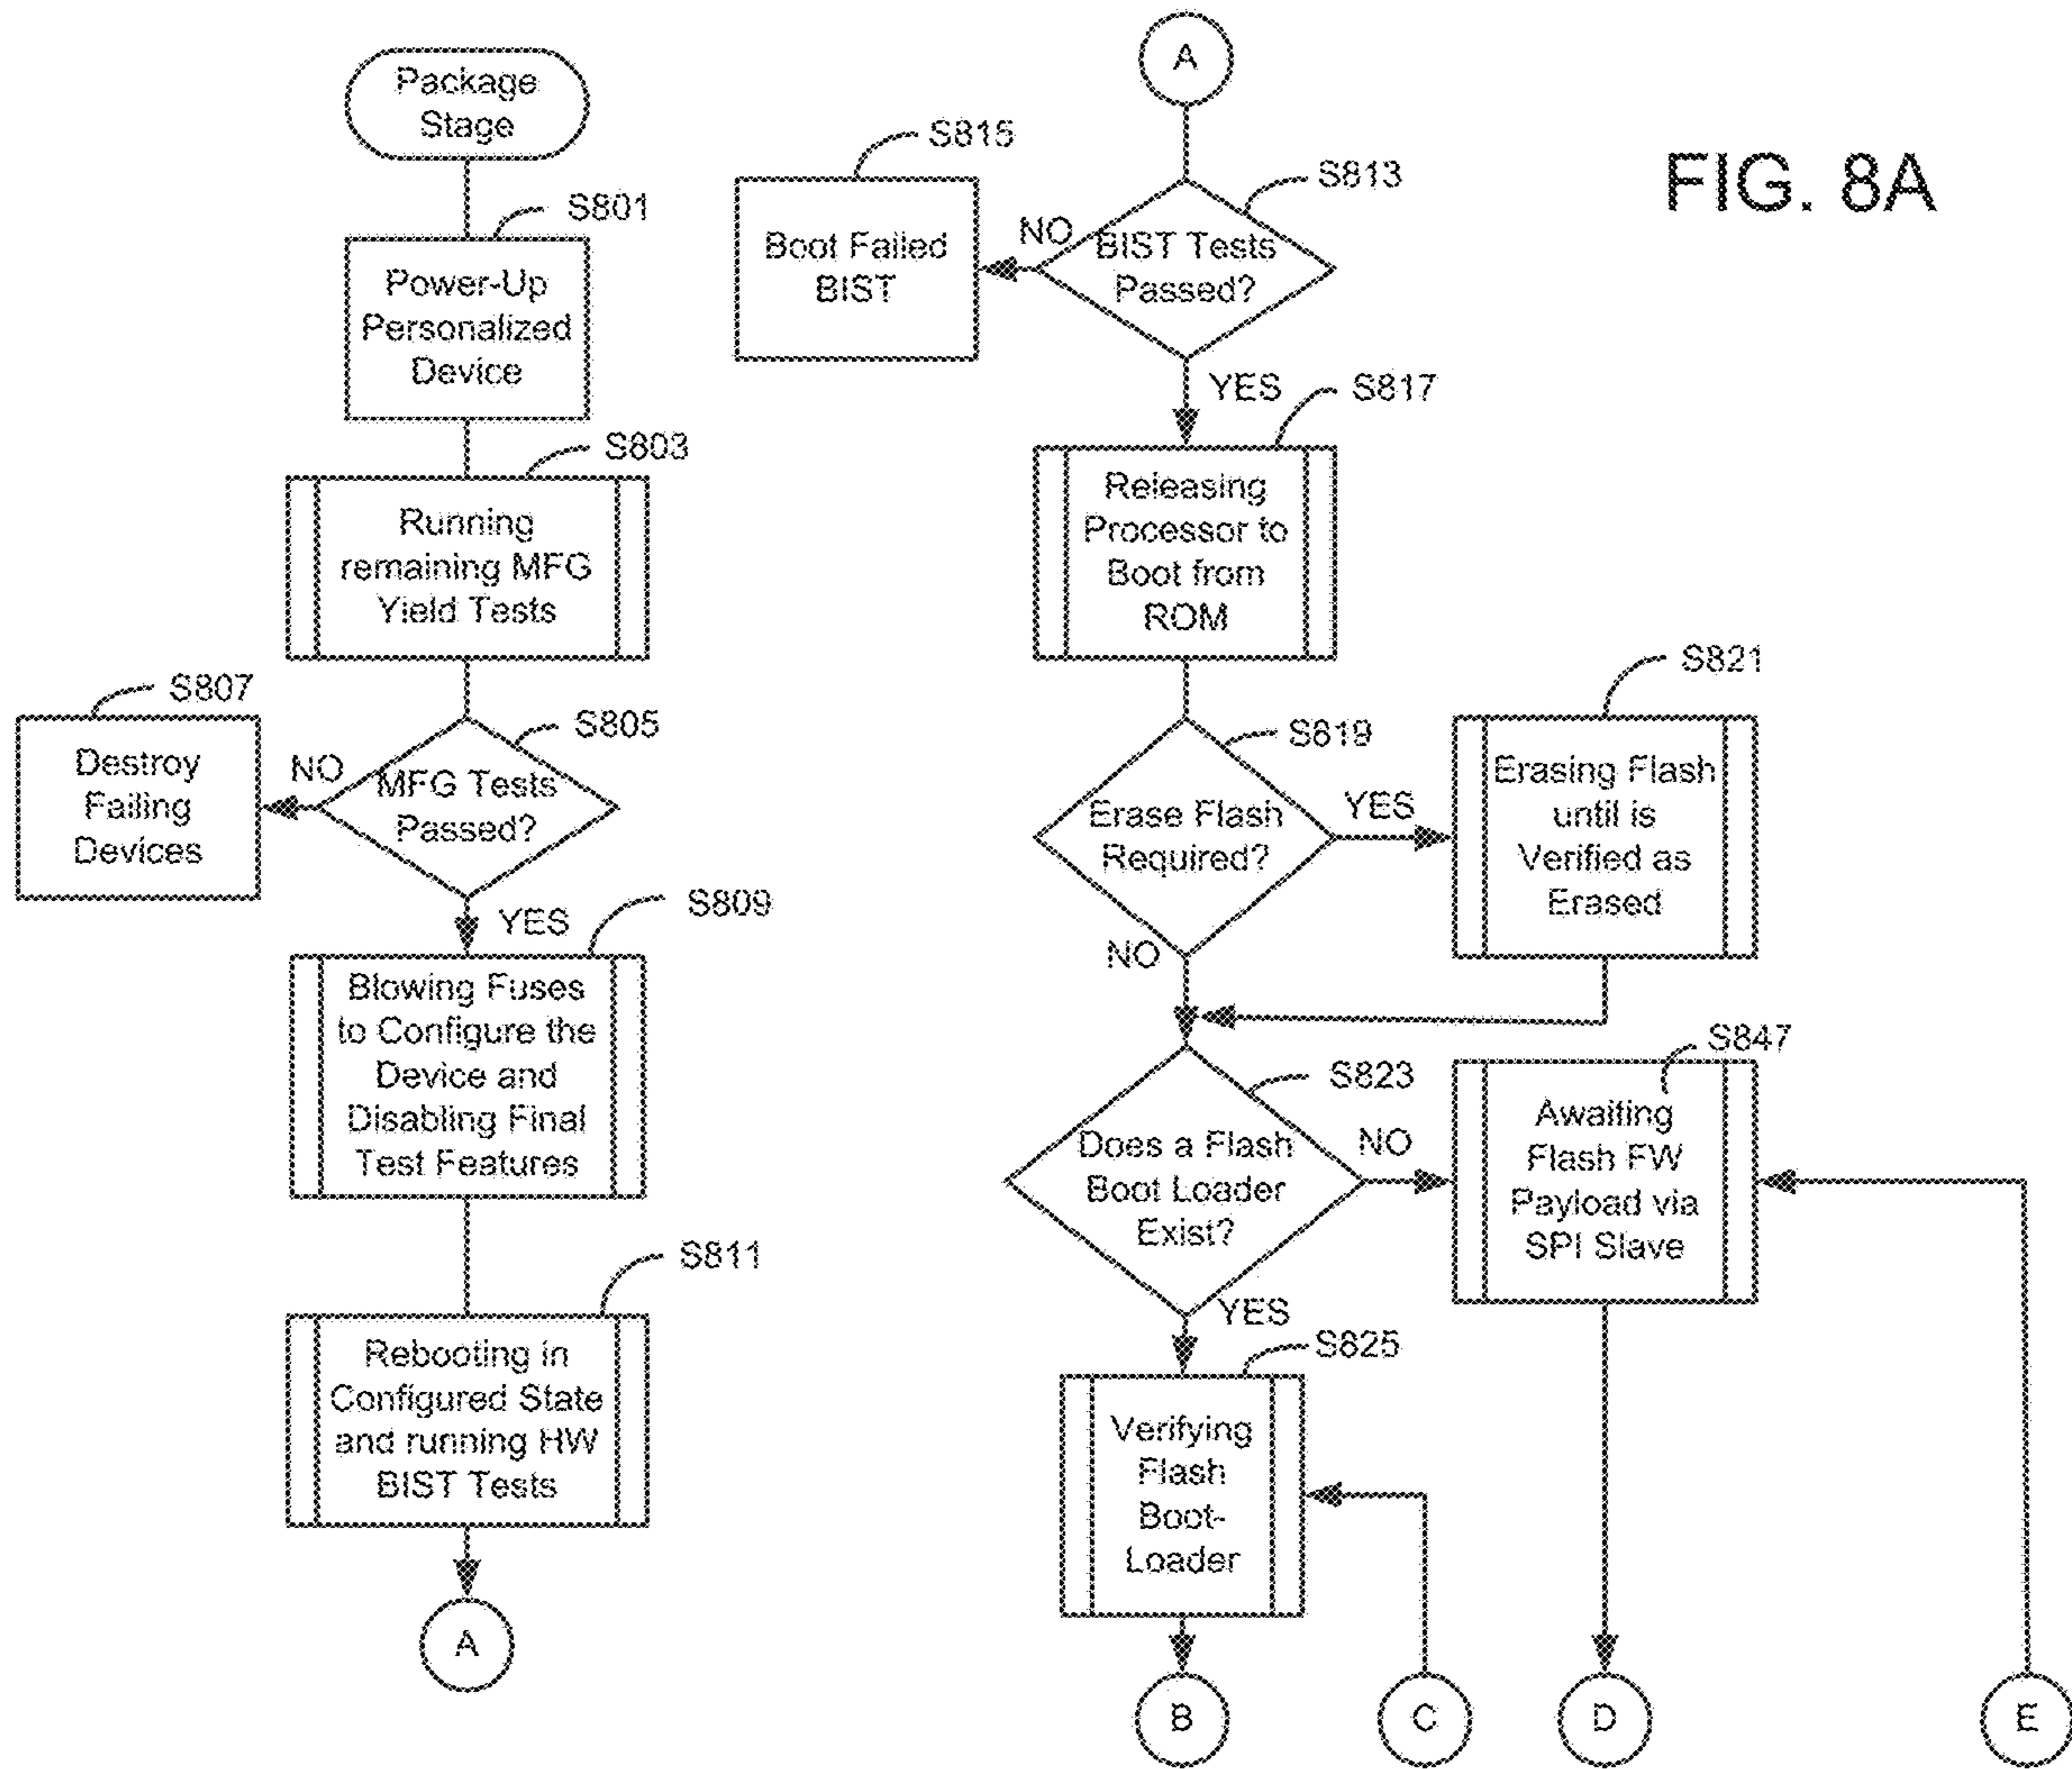 Package
Stage
S801
Power-Up
Personalized
Device
S803
Running
remaining MFG
Yield Tests
S807
Destroy
Failing
Devices
NO
S805
MFG Tests
Passed?
YES
S809
Blowing Fuses
to Configure the
Device and
Disabling Final
Test Features
S811
Rebooting in
Configured State
and running HW
BIST Tests
A
A
FIG. 8A
S815
Boot Failed
BIST
NO
S813
BIST Tests
Passed?
YES
S817
Releasing
Processor to
Boot from
ROM
S819
Erase Flash
Required?
YES
S821
Erasing Flash
until is
Verified as
Erased
NO
S823
Does a Flash
Boot Loader
Exist?
NO
S847
Awaiting
Flash FW
Payload via
SPI Slave
YES
S825
Verifying
Flash
Boot-
Loader
B
C
D
E